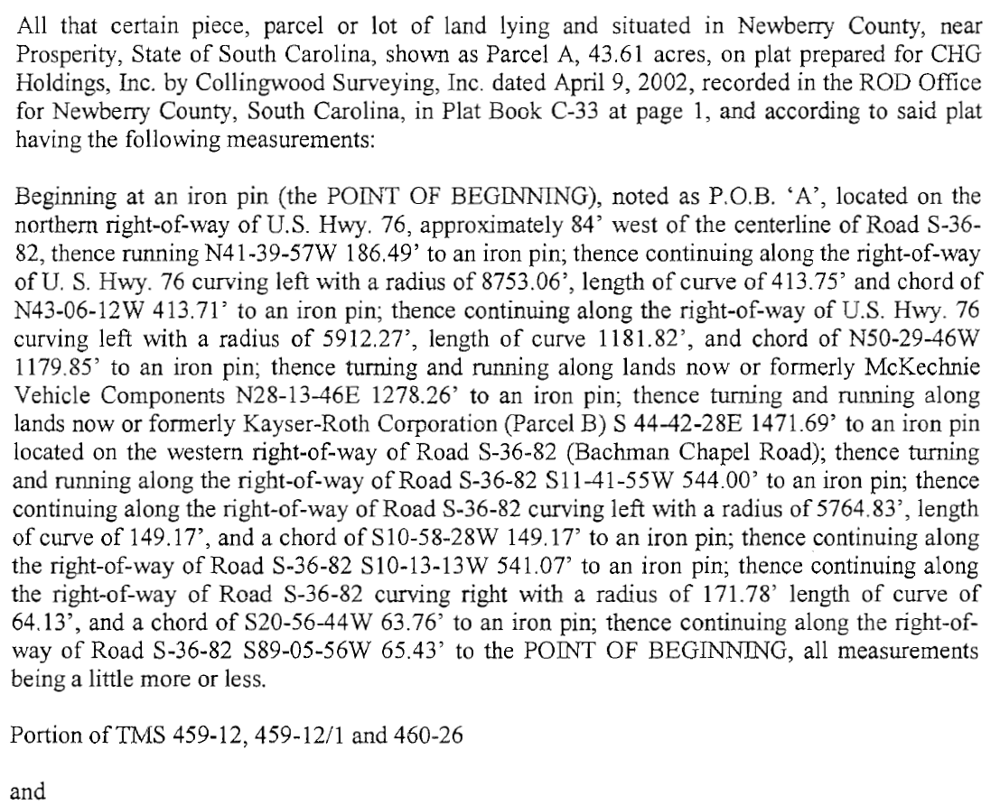 All that certain piece, parcel or lot of land lying and situated in Newberry County, near
Prosperity, State of South Carolina, shown as Parcel A, 43.61 acres, on plat prepared for CHG
Holdings, Inc. by Collingwood Surveying, Inc. dated April 9, 2002, recorded in the ROD Office
for Newberry County, South Carolina, in Plat Book C-33 at page 1, and according to said plat
having the following measurements:

Beginning at an iron pin (the POINT OF BEGINNING), noted as P.O.B. ‘A’, located on the
northern right-of-way of U.S. Hwy. 76, approximately 84’ west of the centerline of Road S-36-
82, thence running N41-39-57W 186.49’ to an iron pin; thence continuing along the right-of-way
of U. S. Hwy. 76 curving left with a radius of 8753.06’, length of curve of 413.75’ and chord of
N43-06-12W 413.71’ to an iron pin; thence continuing along the right-of-way of U.S. Hwy. 76
curving left with a radius of 5912.27’, length of curve 1181.82’, and chord of N50-29-46W
1179.85’ to an iron pin; thence turning and running along lands now or formerly McKechnie
Vehicle Components N28-13-46E 1278.26’ to an iron pin; thence turning and running along
lands now or formerly Kayser-Roth Corporation (Parcel B) S 44-42-28E 1471.69’ to an iron pin
located on the western right-of-way of Road S-36-82 (Bachman Chapel Road); thence turning
and running along the right-of-way of Road S-36-82 S11-41-55W 544.00’ to an iron pin; thence
continuing along the right-of-way of Road S-36-82 curving left with a radius of 5764.83’, length
of curve of 149.17’, and a chord of S10-58-28W 149.17’ to an iron pin; thence continuing along
the right-of-way of Road S-36-82 S10-13-13W 541.07’ to an iron pin; thence continuing along
the right-of-way of Road S-36-82 curving right with a radius of 171.78’ length of curve of
64.13’, and a chord of S20-56-44W 63.76’ to an iron pin; thence continuing along the right-of-
way of Road S-36-82 S89-05-56W 65.43’ to the POINT OF BEGINNING, all measurements
being a little more or less.

Portion of TMS 459-12, 459-12/1 and 460-26

and